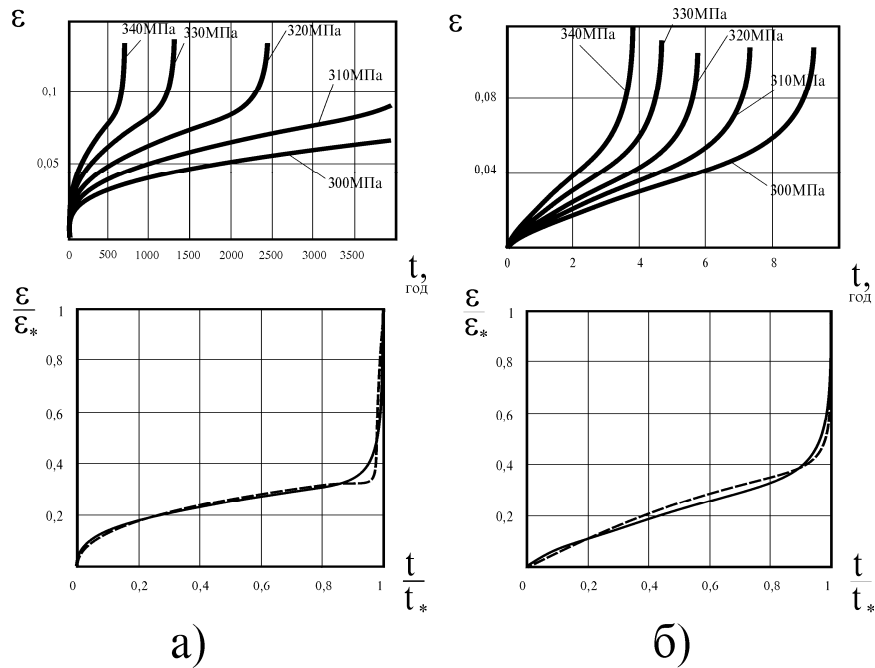 ε
340МПа
330МПа
320МПа
310МПа
300МПа
0,1
0,05
0 500 1000 1500 2000 2500 3000 3500
t,
год
ε
340МПа
330МПа
320МПа
310МПа
300МПа
0,08
0,04
0 2 4 6 8
t,
год
ε
ε*
1
0,8
0,6
0,4
0,2
0 0,2 0,4 0,6 0,8 1
t
t*
а)
ε
ε*
1
0,8
0,6
0,4
0,2
0 0,2 0,4 0,6 0,8 1
t
t*
б)